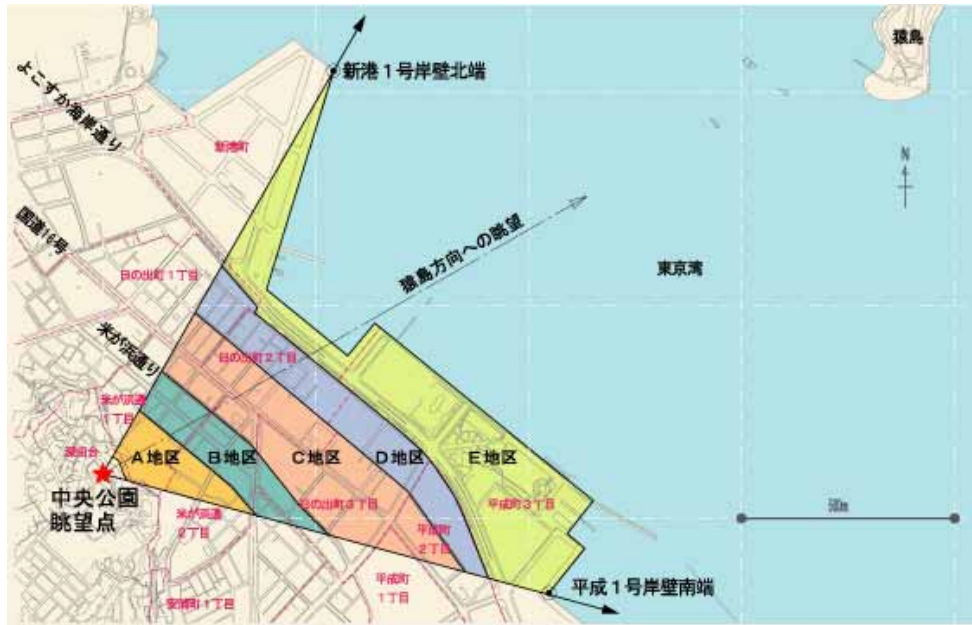 猿島
新港1号岸壁北端
よこすか海岸通り
新港町
N
国道16号
猿島方向への眺望
日の出町1丁目
東京湾
米が浜通り
日の出町2丁目
米が浜通
1丁目
深田台
A地区
B地区
C地区
D地区
E地区
中央公園
眺望点
米が浜通
2丁目
日の出町3丁目
平成町3丁目
500m
平成町
2丁目
平成町
1丁目
平成1号岸壁南端
安浦町1丁目